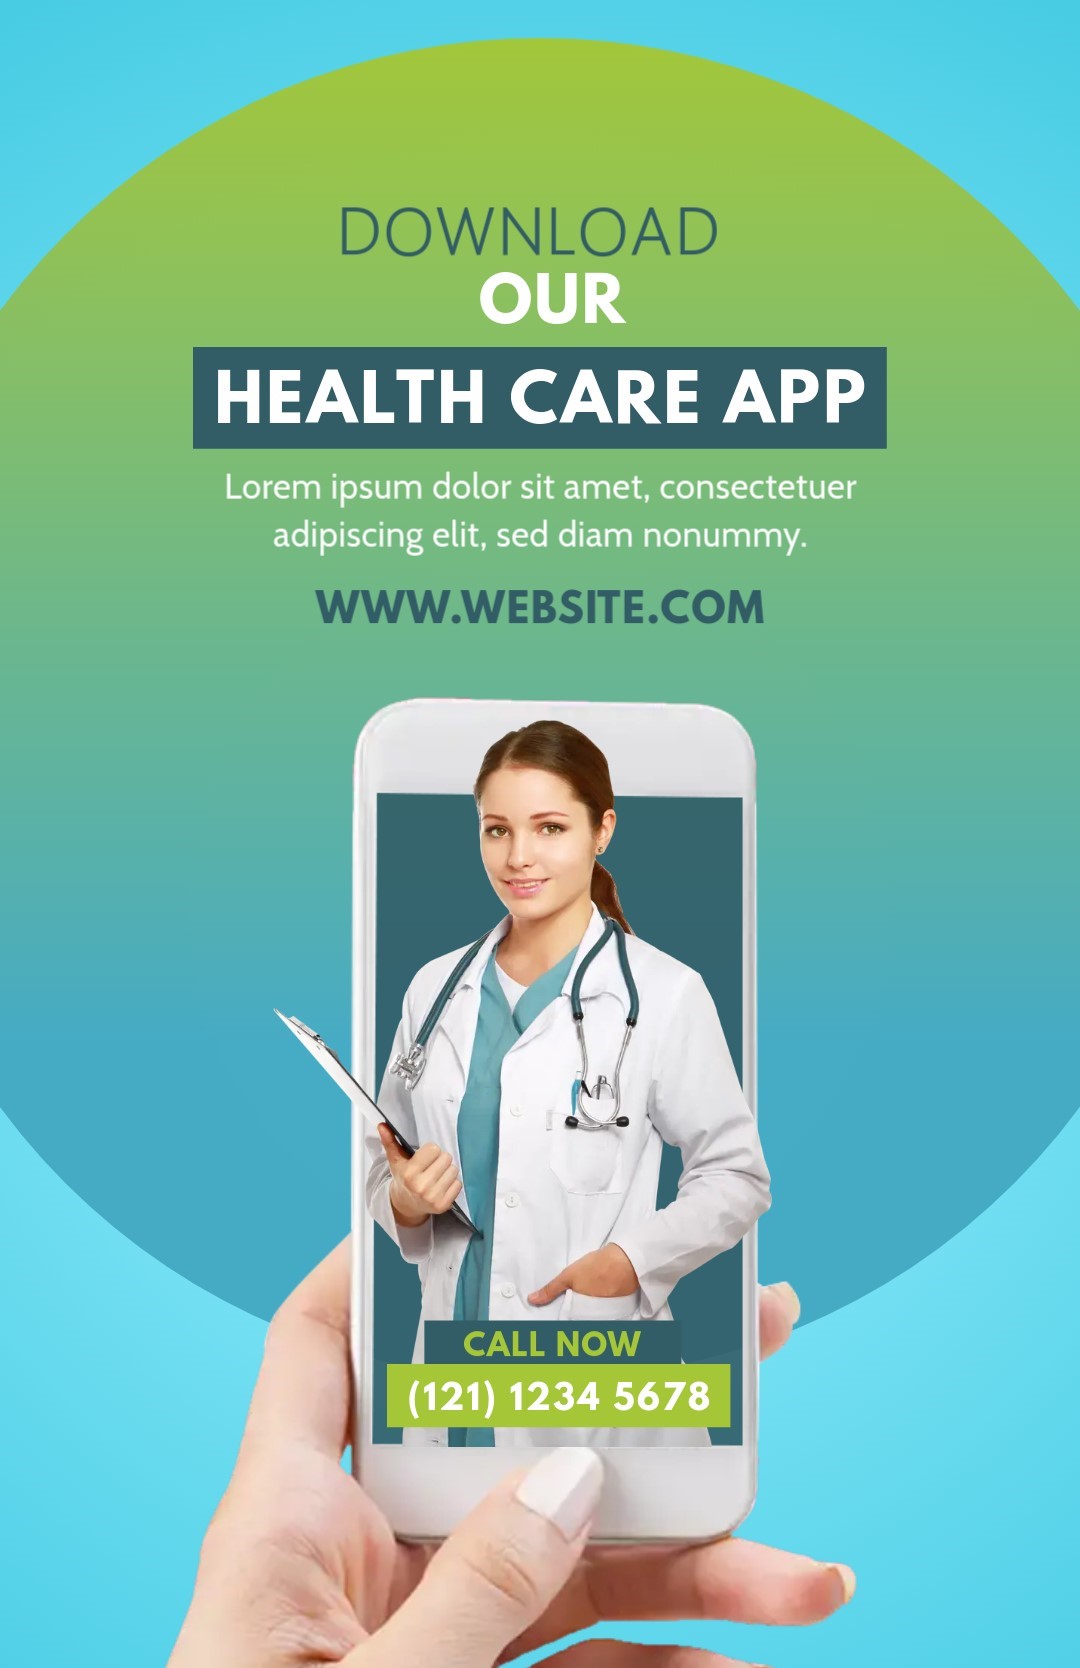 DOWNLOAD
OUR
HEALTH CARE APP
Lorem ipsum dolor sit amet, consectetuer
adipiscing elit, sed diam nonummy.
WWW.WEBSITE.COM
CALL NOW
(121) 1234 5678